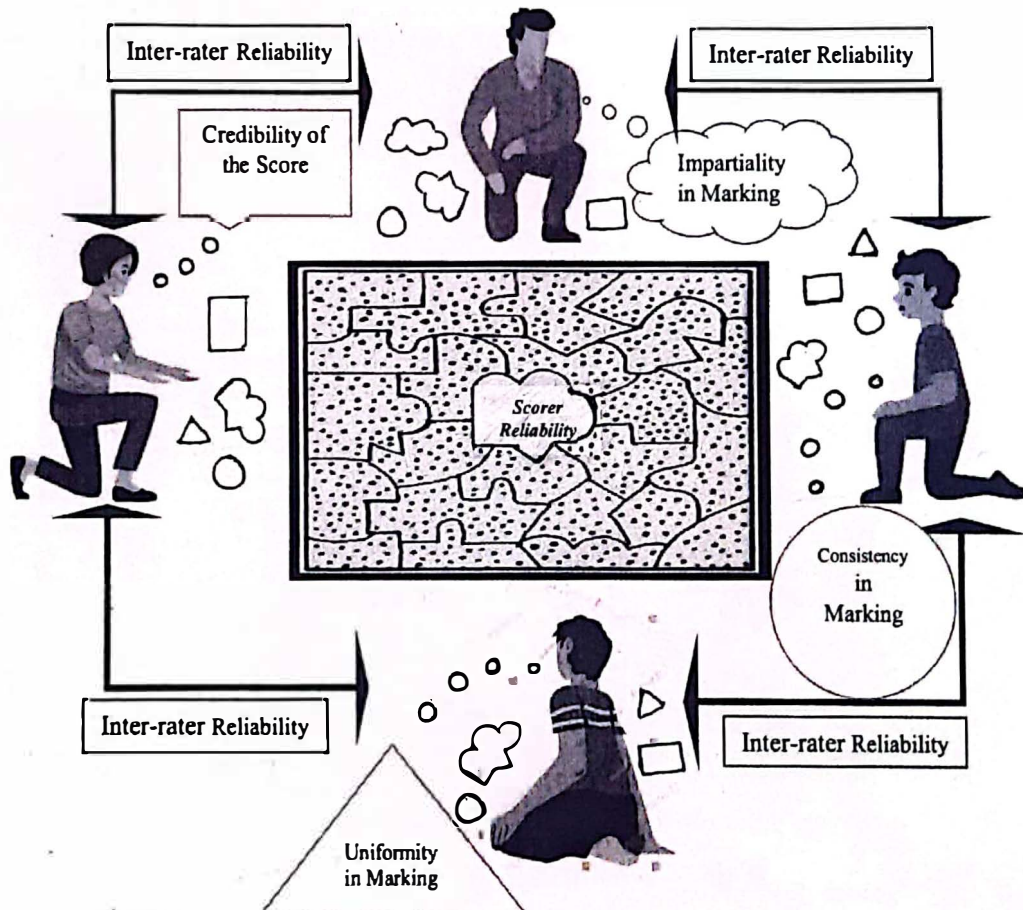 Inter-rater Reliability
Inter-rater Reliability
Credibility of
the Score
Impartiality
in Marking
Scorer
Reliability
Consistency
in
Marking
Inter-rater Reliability
Inter-rater Reliability
Uniformity
in Marking